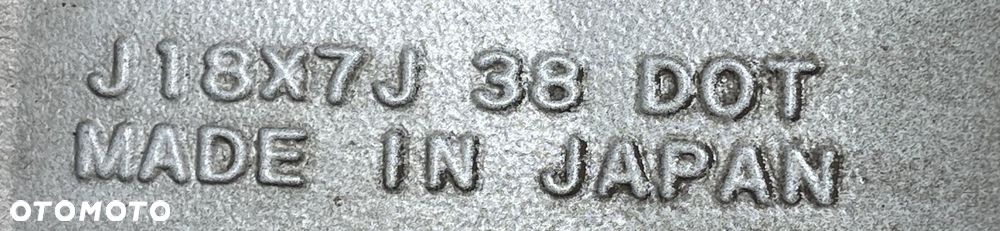 J18X7J 38 DOT
MADE IN JAPAN
OTOMOTO